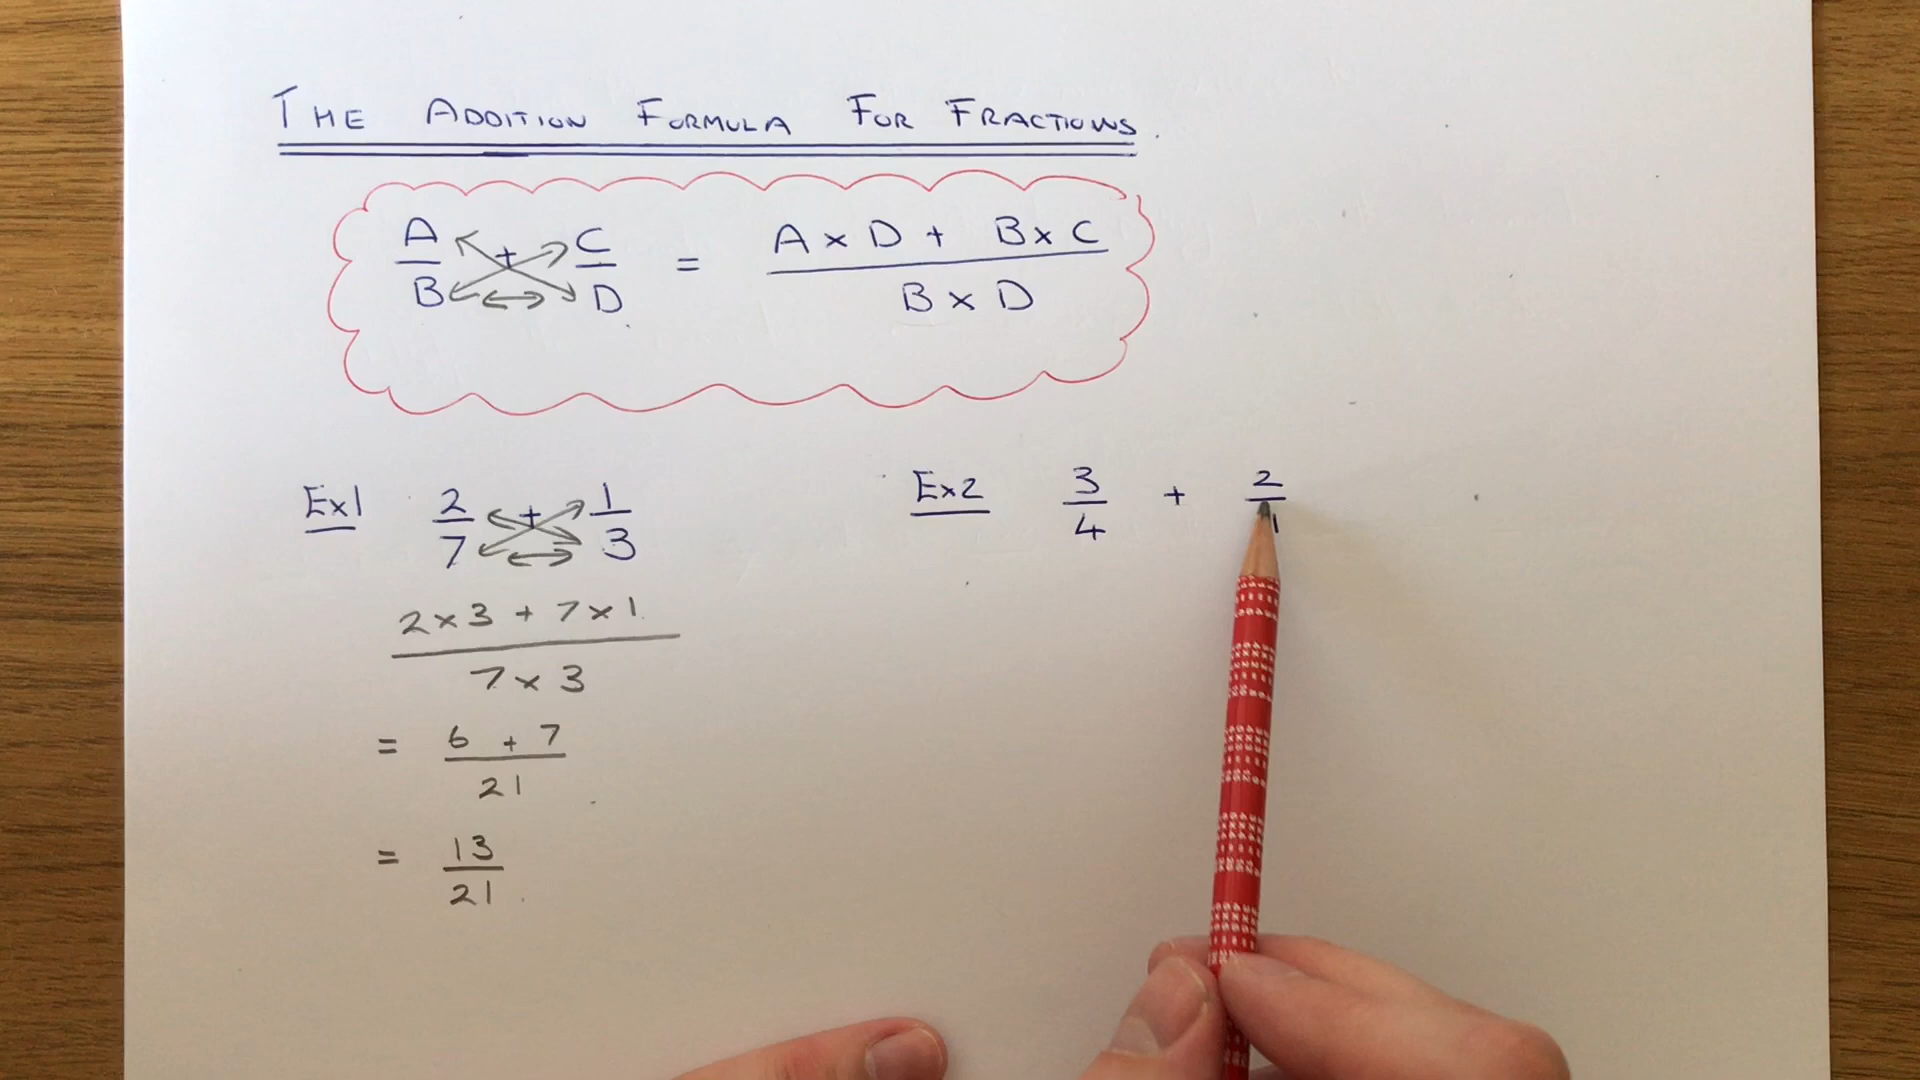 THE ADDITION FORMULA FOR FRACTIONS.
A/B + C/D = A x D + B x C / B x D
Ex1 2/7 + 1/3
2 x 3 + 7 x 1 / 7 x 3
= 6 + 7 / 21
= 13/21
Ex2 3/4 + 2/